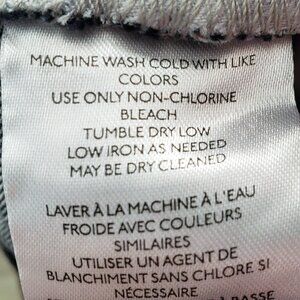 MACHINE WASH COLD WITH LIKE
COLORS
USE ONLY NON-CHLORINE
BLEACH
TUMBLE DRY LOW
LOW IRON AS NEEDED
MAY BE DRY CLEANED
LAVER À LA MACHINE À L'EAU
FROIDE AVEC COULEURS
SIMILAIRES
UTILISER UN AGENT DE
BLANCHIMENT SANS CHLORE SI
NÉCESSAIRE
BASSE